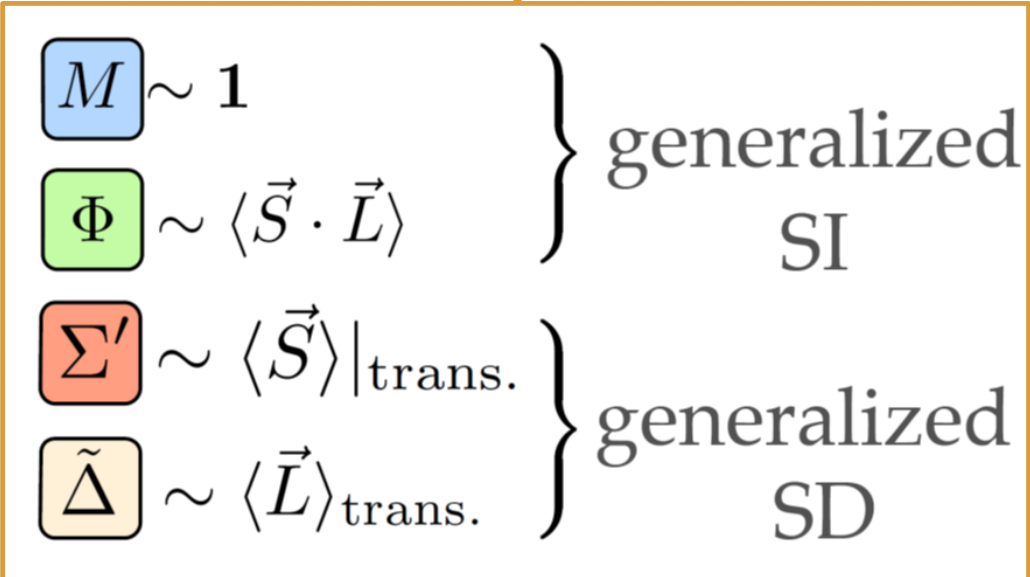 M ~ 1
Φ ~ ⟨S⃗ · L⃗⟩
generalized
SI
Σ′ ~ ⟨S⃗⟩|trans.
Δ̃ ~ ⟨L⃗⟩trans.
generalized
SD